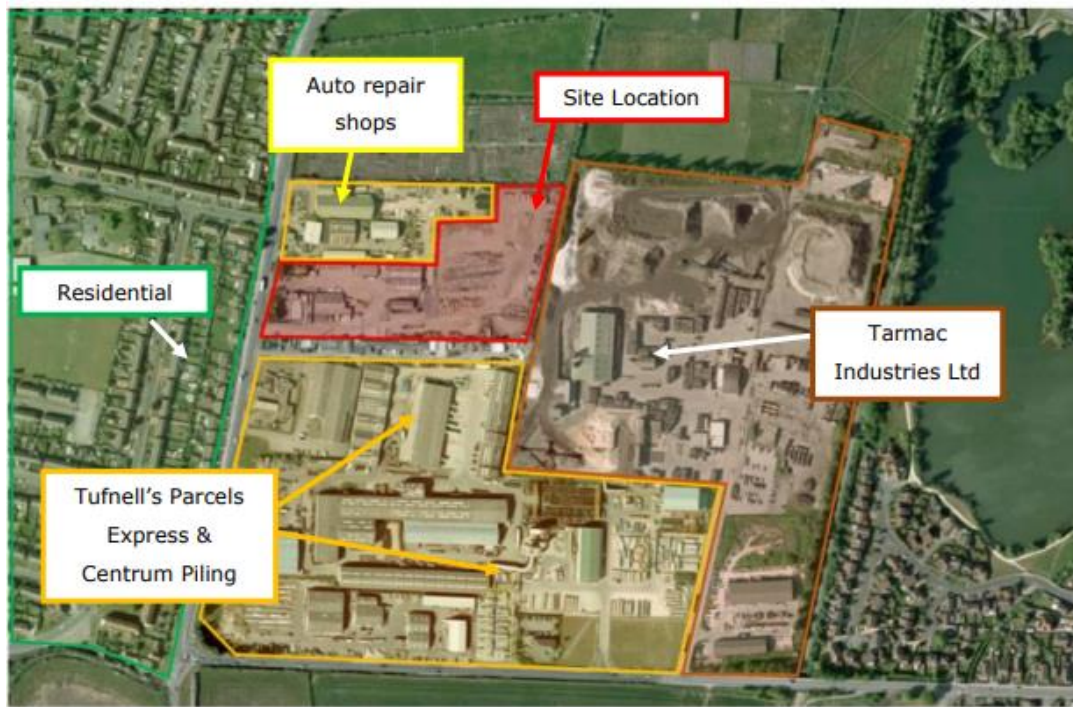 Auto repair
shops
Site Location
Residential
Tarmac
Industries Ltd
Tufnell's Parcels
Express &
Centrum Piling